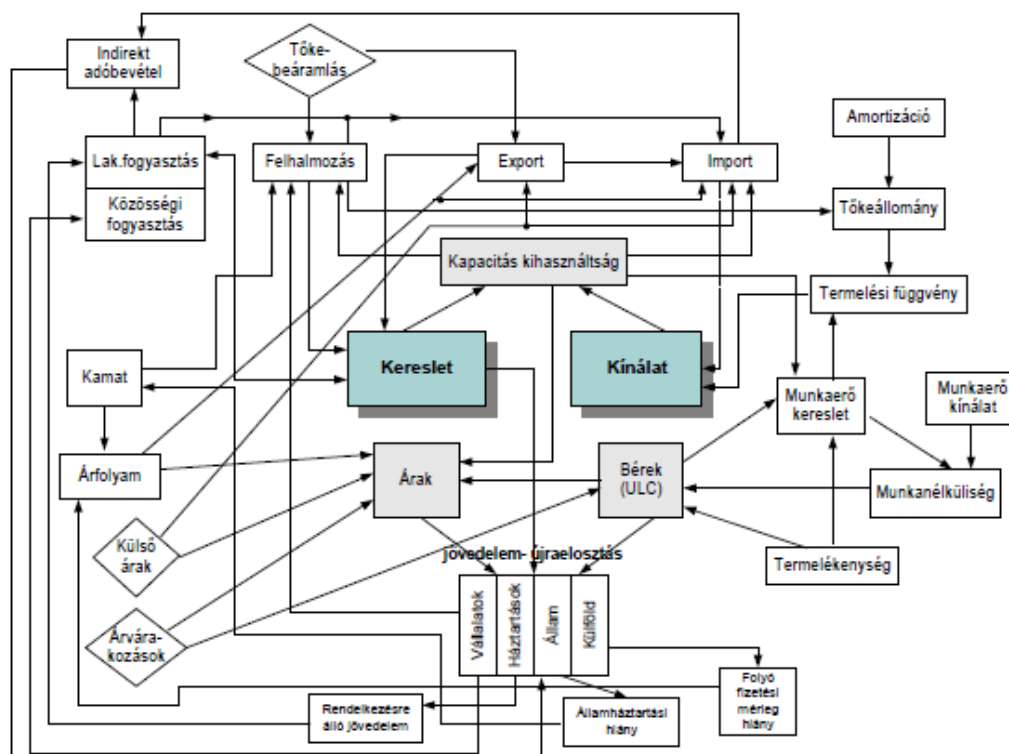 Indirekt
adóbevétel
Tőke-
beáramlás
Amortizáció
Lak.fogyasztás
Felhalmozás
Export
Import
Közösségi
fogyasztás
Tőkeállomány
Kapacitás kihasználtság
Termelési függvény
Kereslet
Kínálat
Kamat
Munkaerő
kereslet
Munkaerő
kínálat
Árfolyam
Árak
Bérek
(ULC)
Munkanélküliség
Külső
árak
jövedelem- újraelosztás
Termelékenység
Vállalatok
Háztartások
Állam
Külföld
Árvára-
kozások
Folyó
fizetési
mérleg
hiány
Rendelkezésre
álló jövedelem
Államháztartási
hiány